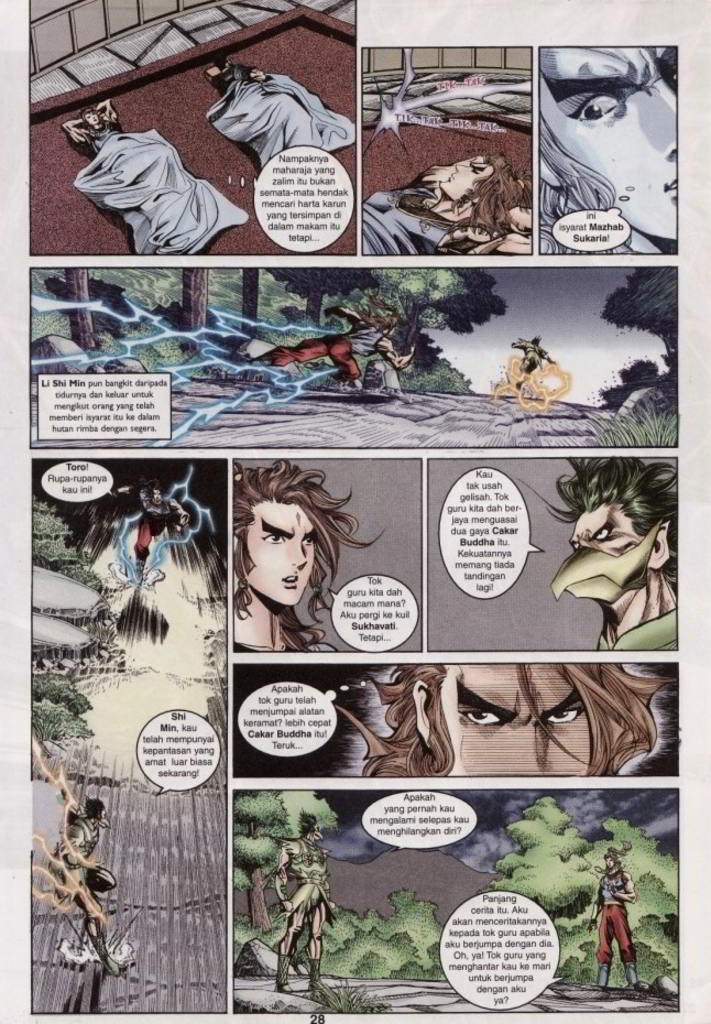 Nampaknya
maharaja yang
zalim itu bukan
semata-mata hendak
mencari harta karun
yang tersimpan di
dalam makam itu
tetapi...
TIK...TAK
TIK...TAK...TIK...TAK...
ini
isyarat Mazhab
Sukaria!
Li Shi Min pun bangkit daripada
tidurnya dan keluar untuk
mengikut orang yang telah
memberi isyarat itu ke dalam
hutan rimba dengan segera.
Toro!
Rupa-rupanya
kau ini!
Shi
Min, kau
telah mempunyai
kepantasan yang
amat luar biasa
sekarang!
Tok
guru kita dah
macam mana?
Aku pergi ke kuil
Sukhavati.
Tetapi...
Kau
tak usah
gelisah. Tok
guru kita dah ber-
jaya menguasai
dua gaya Cakar
Buddha itu.
Kekuatannya
memang tiada
tandingan
lagi!
Apakah
tok guru telah
menjumpai alatan
keramat? lebih cepat
Cakar Buddha itu!
Teruk...
Apakah
yang pernah kau
mengalami selepas kau
menghilangkan diri?
Panjang
cerita itu. Aku
akan menceritakannya
kepada tok guru apabila
aku berjumpa dengan dia.
Oh, ya! Tok guru yang
menghantar kau ke mari
untuk berjumpa
dengan aku
ya?
28